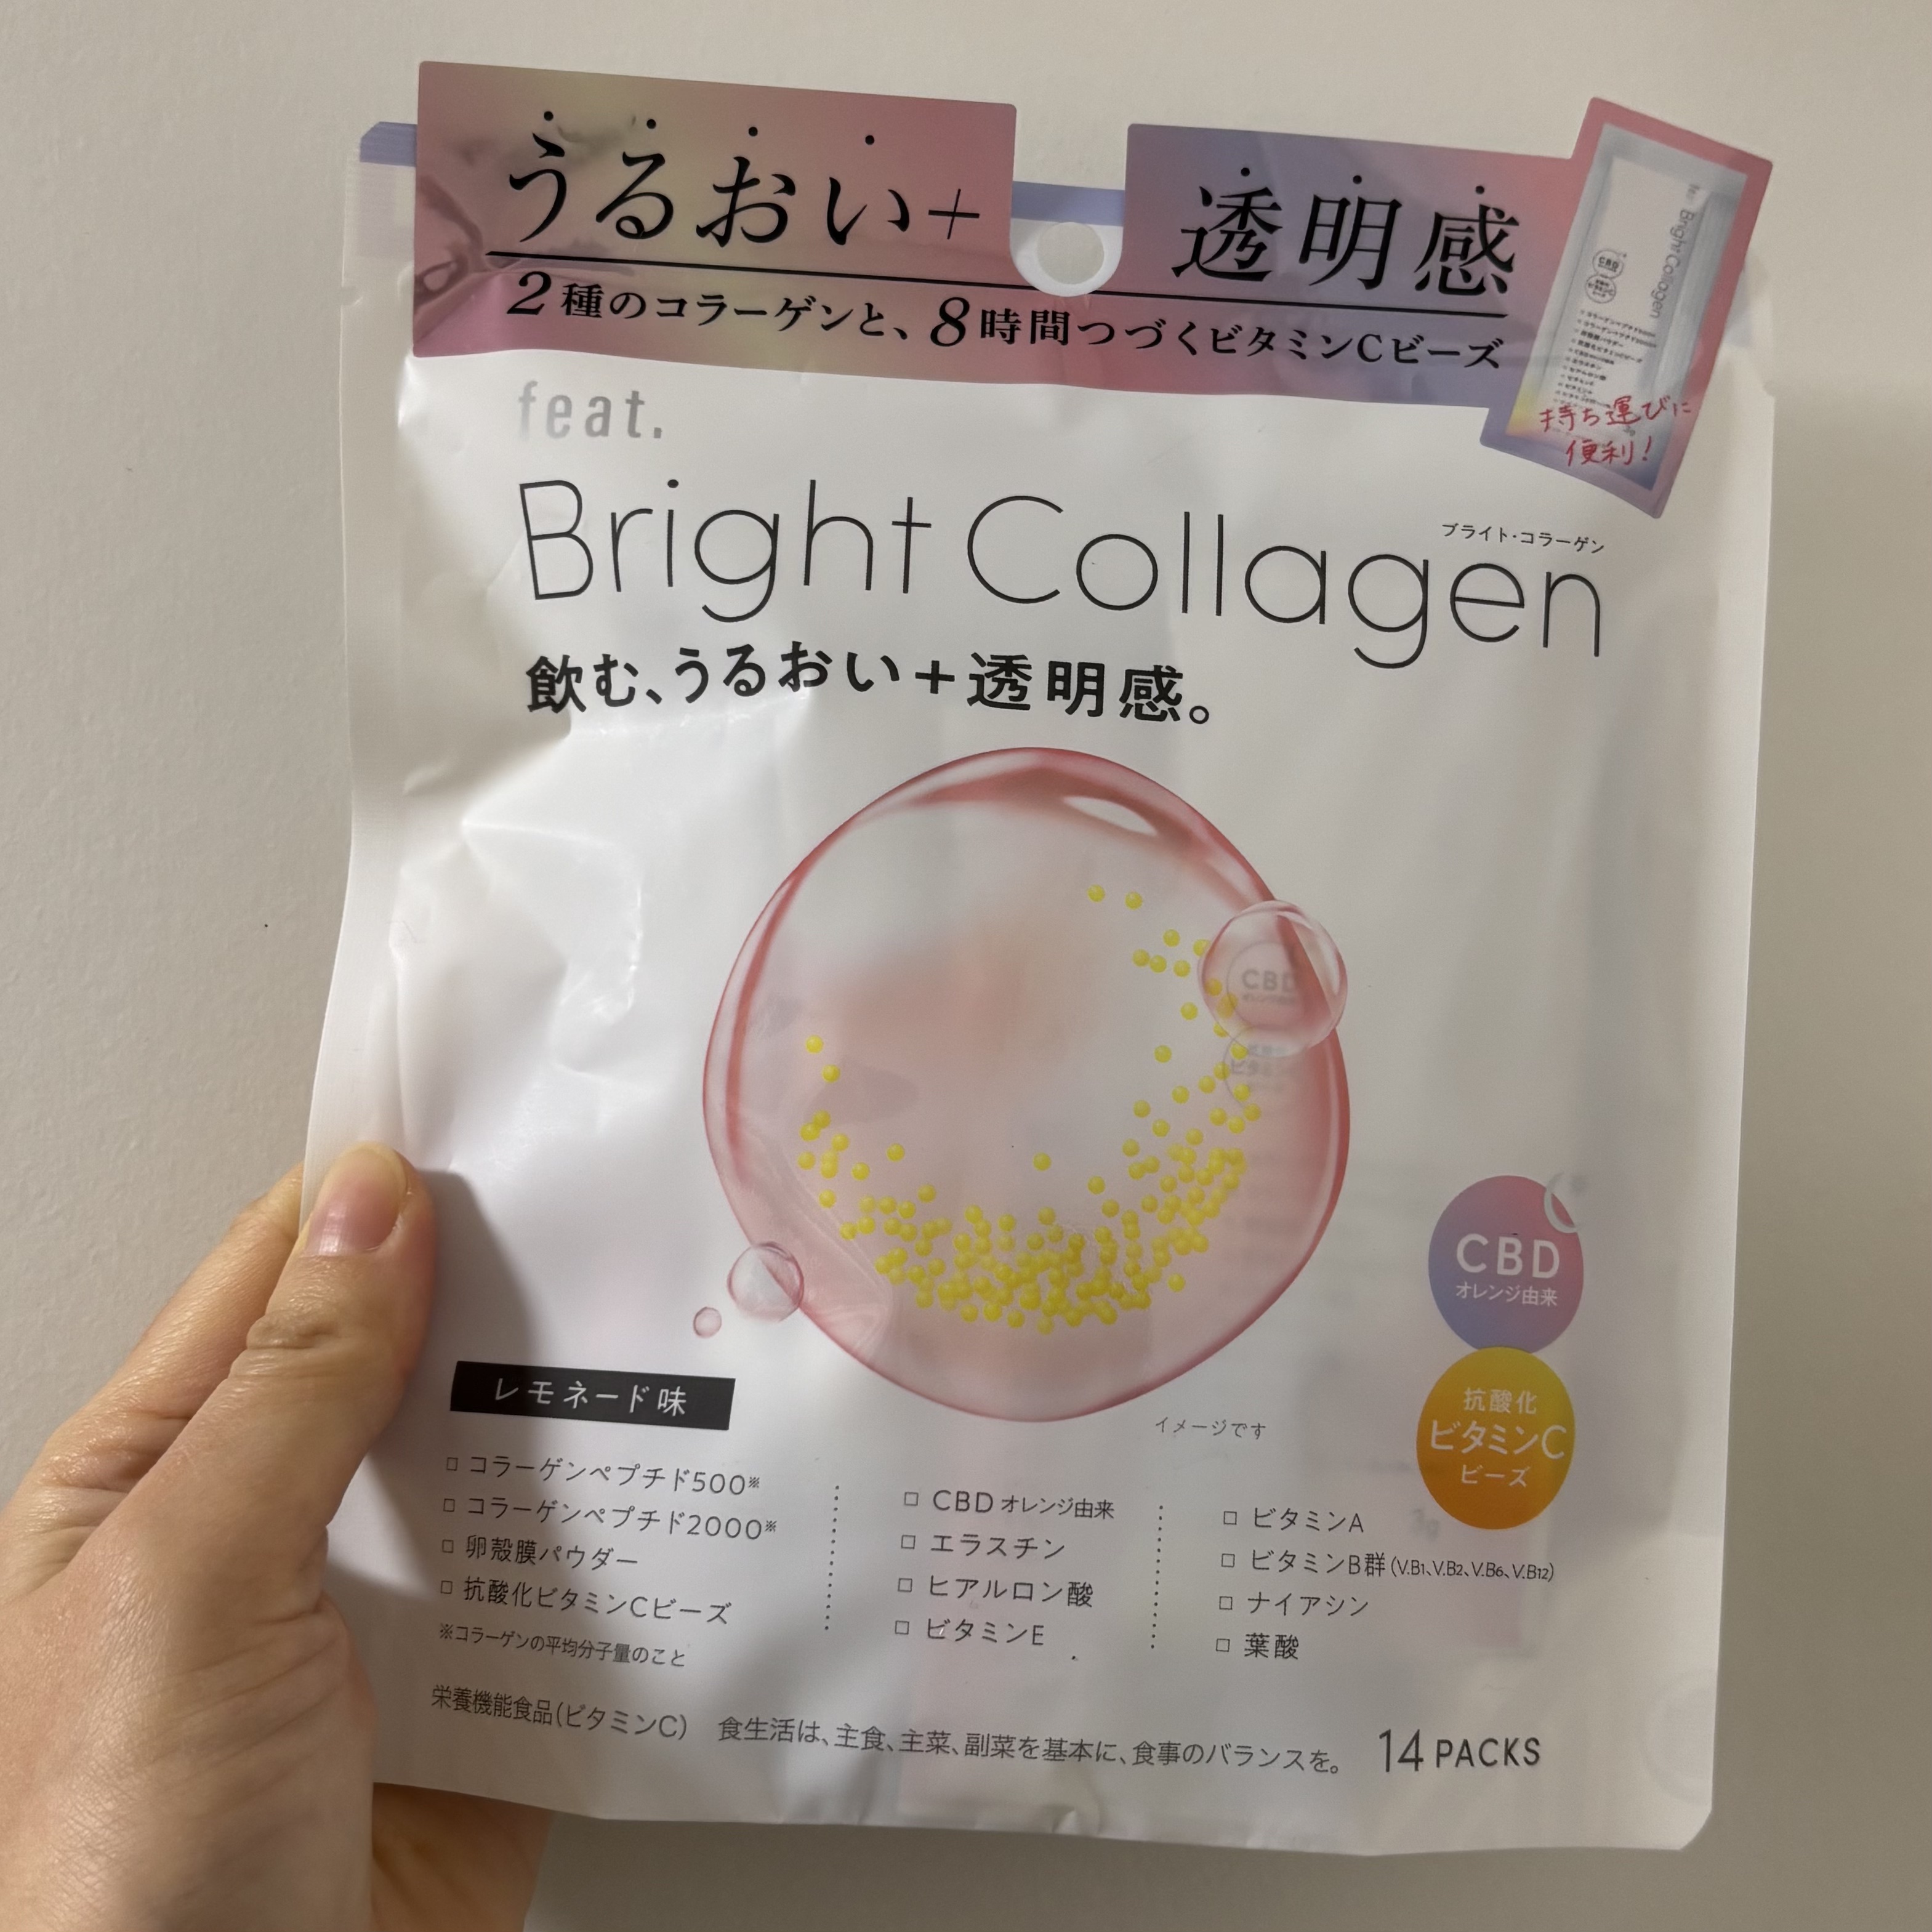 うるおい+
透明感
2種のコラーゲンと、8時間つづくビタミンCビーズ
Bright Collagen
CBD
持ち運びに
便利!
feat.
ブライト・コラーゲン
Bright Collagen
飲む、うるおい+透明感。
CBD
CBD
オレンジ由来
抗酸化
ビタミンC
ビーズ
レモネード味
イメージです
□ コラーゲンペプチド500※
□ コラーゲンペプチド2000※
□ 卵殻膜パウダー
□ 抗酸化ビタミンCビーズ
※コラーゲンの平均分子量のこと
□ CBD オレンジ由来
□ エラスチン
□ ヒアルロン酸
□ ビタミンE
□ ビタミンA
□ ビタミンB群(V.B1、V.B2、V.B6、V.B12)
□ ナイアシン
□ 葉酸
3g
栄養機能食品(ビタミンC) 食生活は、主食、主菜、副菜を基本に、食事のバランスを。
14 PACKS